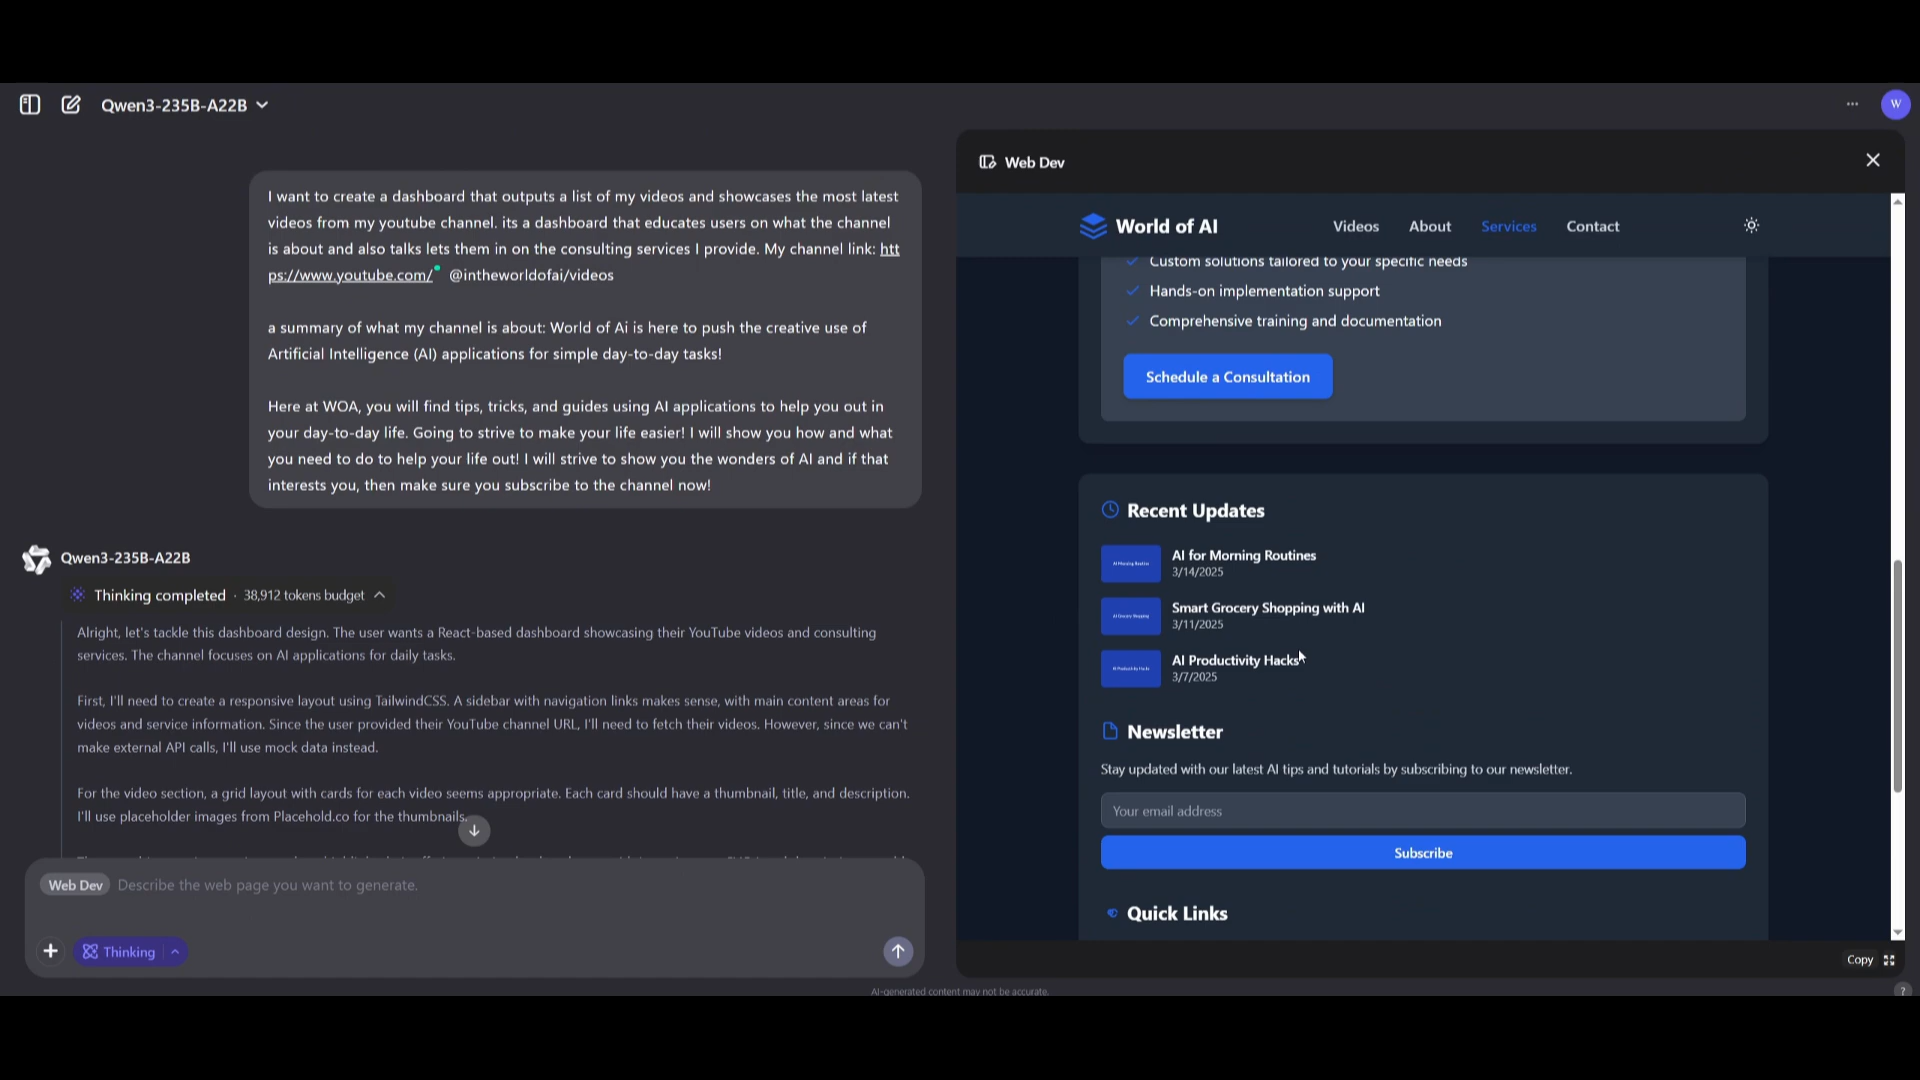 Qwen3-235B-A22B
W
I want to create a dashboard that outputs a list of my videos and showcases the most latest
videos from my youtube channel. its a dashboard that educates users on what the channel
is about and also talks lets them in on the consulting services I provide. My channel link: htt
ps://www.youtube.com/ @intheworldofai/videos
a summary of what my channel is about: World of Ai is here to push the creative use of
Artificial Intelligence (AI) applications for simple day-to-day tasks!
Here at WOA, you will find tips, tricks, and guides using AI applications to help you out in
your day-to-day life. Going to strive to make your life easier! I will show you how and what
you need to do to help your life out! I will strive to show you the wonders of AI and if that
interests you, then make sure you subscribe to the channel now!
Qwen3-235B-A22B
Thinking completed · 38,912 tokens budget
Alright, let's tackle this dashboard design. The user wants a React-based dashboard showcasing their YouTube videos and consulting
services. The channel focuses on AI applications for daily tasks.
First, I'll need to create a responsive layout using TailwindCSS. A sidebar with navigation links makes sense, with main content areas for
videos and service information. Since the user provided their YouTube channel URL, I'll need to fetch their videos. However, since we can't
make external API calls, I'll use mock data instead.
For the video section, a grid layout with cards for each video seems appropriate. Each card should have a thumbnail, title, and description.
I'll use placeholder images from Placehold.co for the thumbnails.
Web Dev Describe the web page you want to generate.
Thinking
AI-generated content may not be accurate.
Web Dev
World of AI
Videos About Services Contact
Custom solutions tailored to your specific needs
Hands-on implementation support
Comprehensive training and documentation
Schedule a Consultation
Recent Updates
AI Morning Routine
AI for Morning Routines
3/14/2025
AI Grocery Shopping
Smart Grocery Shopping with AI
3/11/2025
AI Productivity Hacks
AI Productivity Hacks
3/7/2025
Newsletter
Stay updated with our latest AI tips and tutorials by subscribing to our newsletter.
Your email address
Subscribe
Quick Links
Copy
?